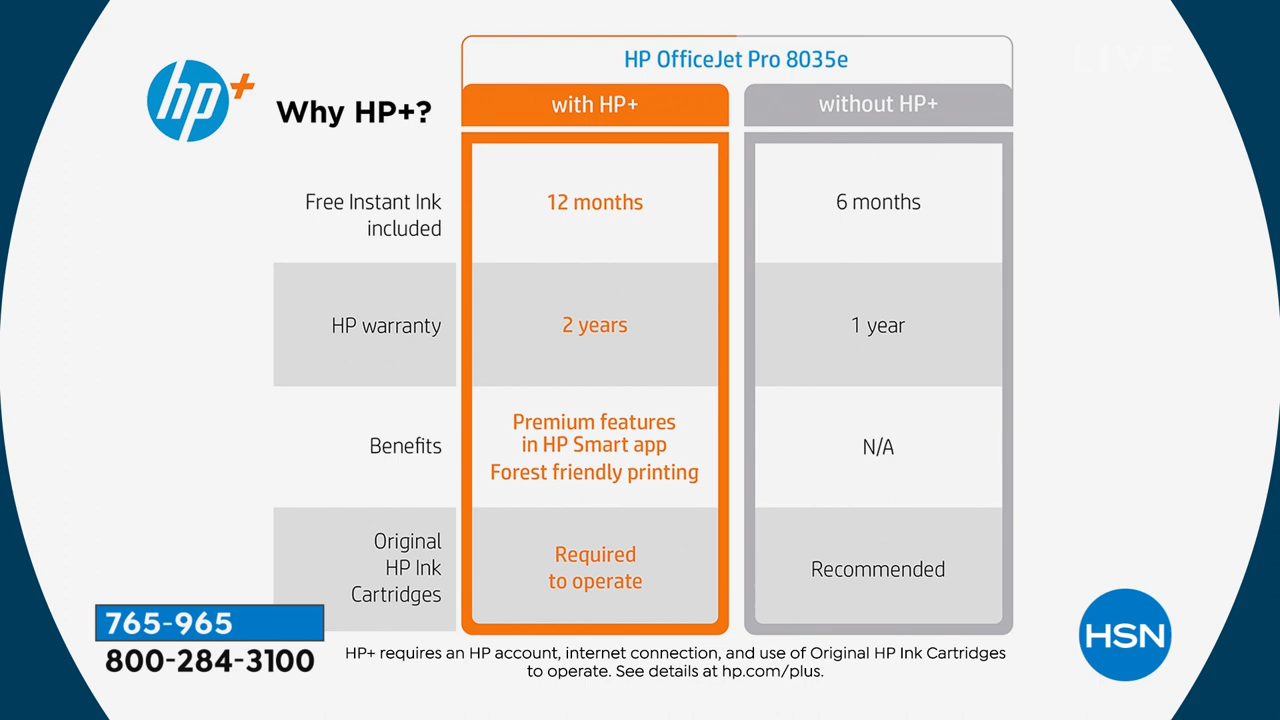 LIVE
HP OfficeJet Pro 8035e
hp+
Why HP+?
with HP+
without HP+
Free Instant Ink
included
12 months
6 months
HP warranty
2 years
1 year
Benefits
Premium features
in HP Smart app
Forest friendly printing
N/A
Original
HP Ink
Cartridges
Required
to operate
Recommended
765-965
800-284-3100
HP+ requires an HP account, internet connection, and use of Original HP Ink Cartridges
to operate. See details at hp.com/plus.
HSN